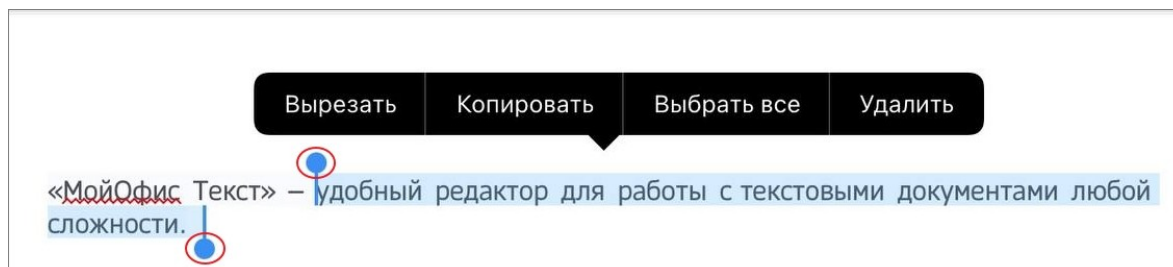 Вырезать Копировать Выбрать все Удалить
«МойОфис Текст» – удобный редактор для работы с текстовыми документами любой
сложности.